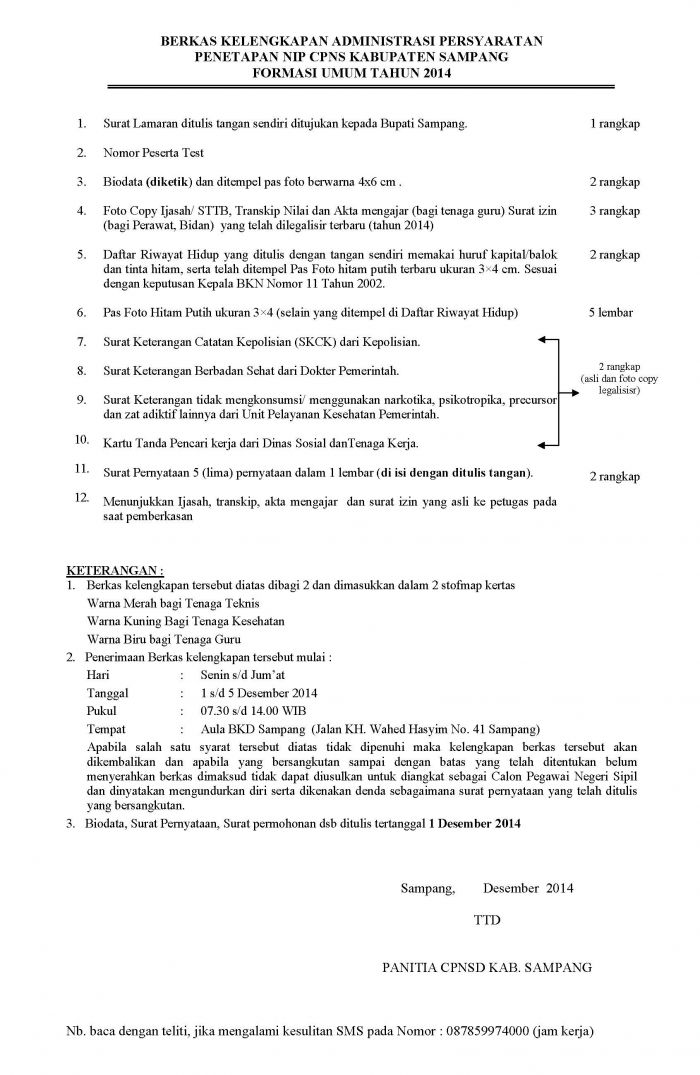 BERKAS KELENGKAPAN ADMINISTRASI PERSYARATAN
PENETAPAN NIP CPNS KABUPATEN SAMPANG
FORMASI UMUM TAHUN 2014
1. Surat Lamaran ditulis tangan sendiri ditujukan kepada Bupati Sampang. 1 rangkap
2. Nomor Peserta Test
3. Biodata (diketik) dan ditempel pas foto berwarna 4x6 cm . 2 rangkap
4. Foto Copy Ijasah/ STTB, Transkip Nilai dan Akta mengajar (bagi tenaga guru) Surat izin 3 rangkap
(bagi Perawat, Bidan) yang telah dilegalisir terbaru (tahun 2014)
5. Daftar Riwayat Hidup yang ditulis dengan tangan sendiri memakai huruf kapital/balok 2 rangkap
dan tinta hitam, serta telah ditempel Pas Foto hitam putih terbaru ukuran 3×4 cm. Sesuai
dengan keputusan Kepala BKN Nomor 11 Tahun 2002.
6. Pas Foto Hitam Putih ukuran 3×4 (selain yang ditempel di Daftar Riwayat Hidup) 5 lembar
7. Surat Keterangan Catatan Kepolisian (SKCK) dari Kepolisian.
8. Surat Keterangan Berbadan Sehat dari Dokter Pemerintah.
2 rangkap
(asli dan foto copy
legalisisr)
9. Surat Keterangan tidak mengkonsumsi/ menggunakan narkotika, psikotropika, precursor
dan zat adiktif lainnya dari Unit Pelayanan Kesehatan Pemerintah.
10. Kartu Tanda Pencari kerja dari Dinas Sosial danTenaga Kerja.
11. Surat Pernyataan 5 (lima) pernyataan dalam 1 lembar (di isi dengan ditulis tangan). 2 rangkap
12. Menunjukkan Ijasah, transkip, akta mengajar dan surat izin yang asli ke petugas pada
saat pemberkasan
KETERANGAN :
1. Berkas kelengkapan tersebut diatas dibagi 2 dan dimasukkan dalam 2 stofmap kertas
Warna Merah bagi Tenaga Teknis
Warna Kuning Bagi Tenaga Kesehatan
Warna Biru bagi Tenaga Guru
2. Penerimaan Berkas kelengkapan tersebut mulai :
Hari : Senin s/d Jum’at
Tanggal : 1 s/d 5 Desember 2014
Pukul : 07.30 s/d 14.00 WIB
Tempat : Aula BKD Sampang (Jalan KH. Wahed Hasyim No. 41 Sampang)
Apabila salah satu syarat tersebut diatas tidak dipenuhi maka kelengkapan berkas tersebut akan
dikembalikan dan apabila yang bersangkutan sampai dengan batas yang telah ditentukan belum
menyerahkan berkas dimaksud tidak dapat diusulkan untuk diangkat sebagai Calon Pegawai Negeri Sipil
dan dinyatakan mengundurkan diri serta dikenakan denda sebagaimana surat pernyataan yang telah ditulis
yang bersangkutan.
3. Biodata, Surat Pernyataan, Surat permohonan dsb ditulis tertanggal 1 Desember 2014
Sampang, Desember 2014
TTD
PANITIA CPNSD KAB. SAMPANG
Nb. baca dengan teliti, jika mengalami kesulitan SMS pada Nomor : 087859974000 (jam kerja)